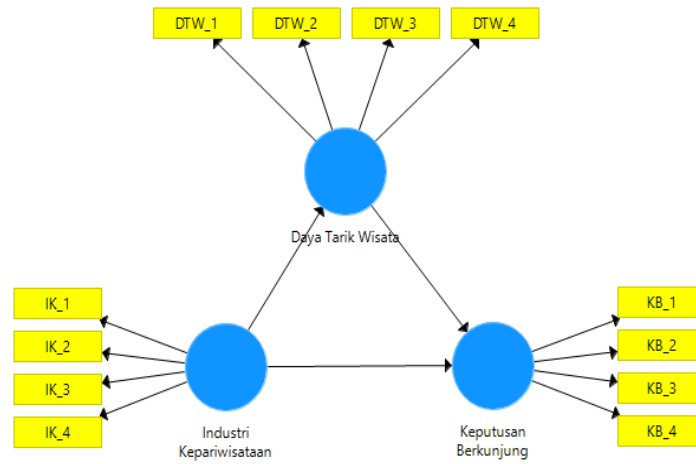 DTW_1
DTW_2
DTW_3
DTW_4
Daya Tarik Wisata
IK_1
IK_2
IK_3
IK_4
Industri
Kepariwisataan
KB_1
KB_2
KB_3
KB_4
Keputusan
Berkunjung